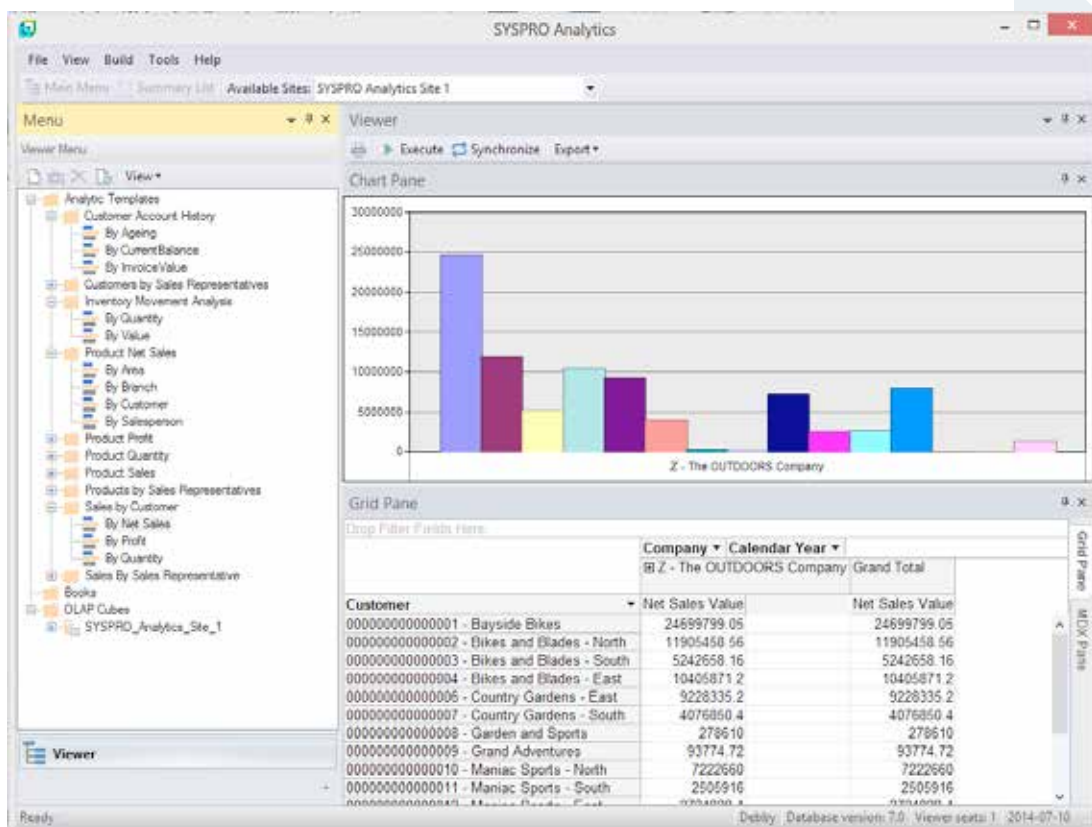 SYSPRO Analytics
File View Build Tools Help
Main Menu Summary List Available Sites: SYSPRO Analytics Site 1
Menu
Viewer Menu
View
Analytic Templates
Customer Account History
By Ageing
By CurrentBalance
By InvoiceValue
Customers by Sales Representatives
Inventory Movement Analysis
By Quantity
By Value
Product Net Sales
By Area
By Branch
By Customer
By Salesperson
Product Profit
Product Quantity
Product Sales
Products by Sales Representatives
Sales by Customer
By Net Sales
By Profit
By Quantity
Sales By Sales Representative
Books
OLAP Cubes
SYSPRO_Analytics_Site_1
Viewer
Viewer
Execute Synchronize Export
Chart Pane
30000000
25000000
20000000
15000000
10000000
5000000
0
Z - The OUTDOORS Company
Grid Pane
Drop Filter Fields Here
Company Calendar Year
Z - The OUTDOORS Company Grand Total
Customer Net Sales Value Net Sales Value
000000000000001 - Bayside Bikes 24699799.05 24699799.05
000000000000002 - Bikes and Blades - North 11905458.56 11905458.56
000000000000003 - Bikes and Blades - South 5242658.16 5242658.16
000000000000004 - Bikes and Blades - East 10405871.2 10405871.2
000000000000006 - Country Gardens - East 9228335.2 9228335.2
000000000000007 - Country Gardens - South 4076850.4 4076850.4
000000000000008 - Garden and Sports 278610 278610
000000000000009 - Grand Adventures 93774.72 93774.72
000000000000010 - Maniac Sports - North 7222660 7222660
000000000000011 - Maniac Sports - South 2505916 2505916
Grid Pane
MDX Pane
Ready Debby Database version: 7.0 Viewer seats: 1 2014-07-10